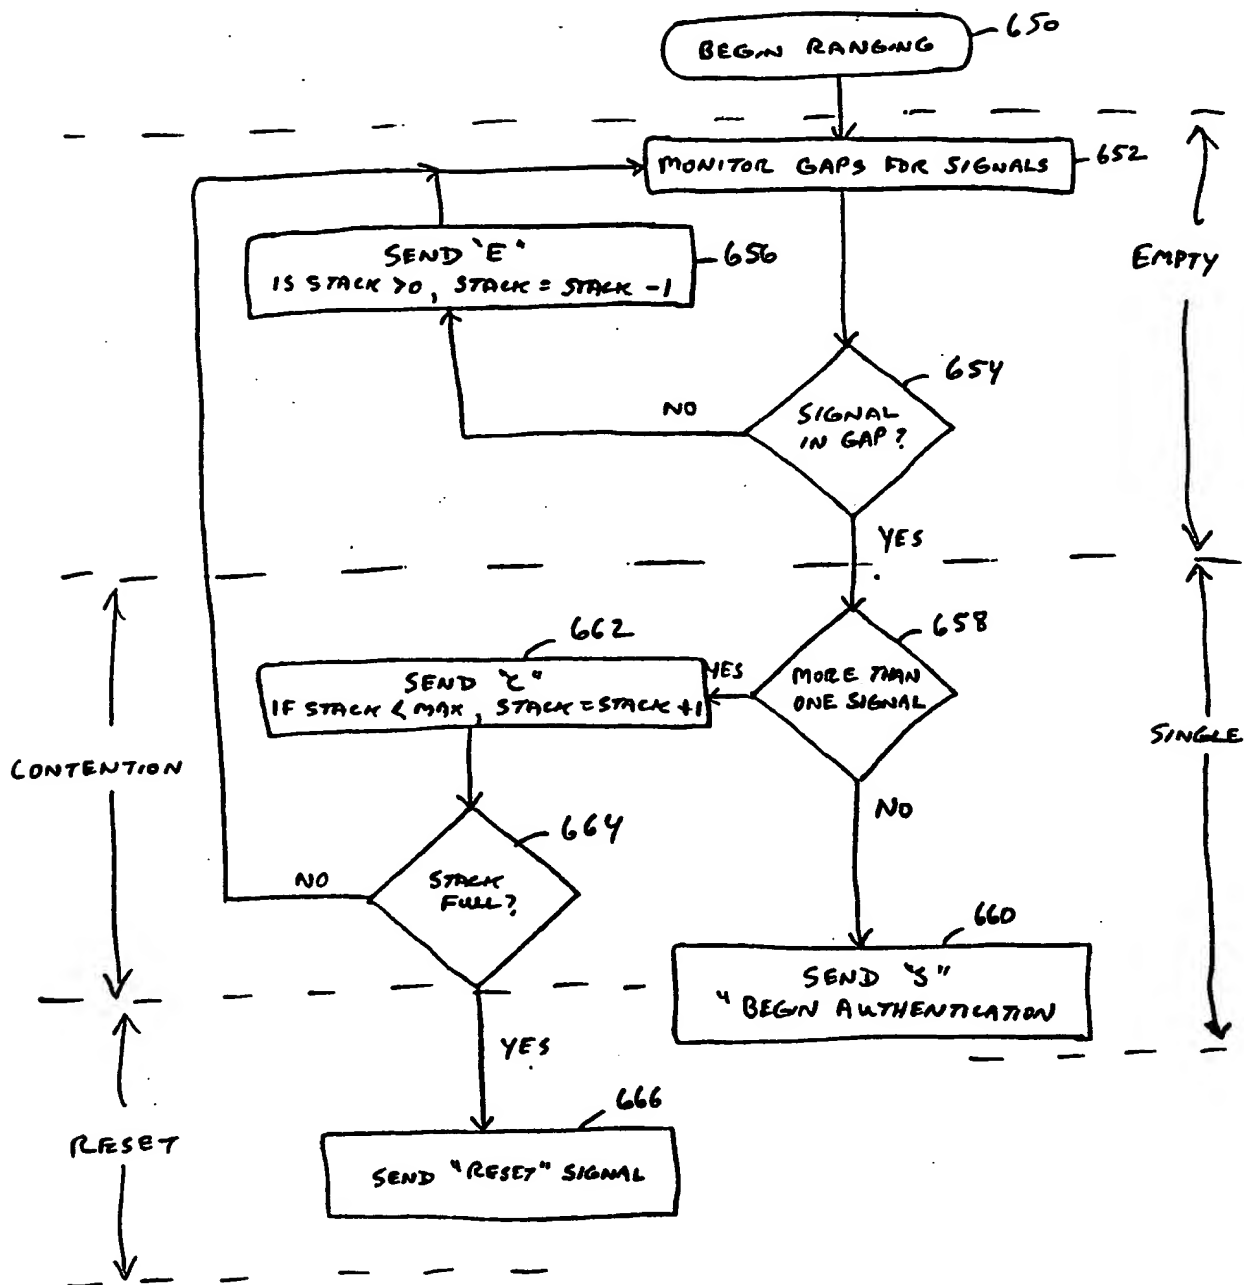 BEGIN RANGING
650
MONITOR GAPS FOR SIGNALS
652
SEND "E"
IS STACK >0, STACK = STACK -1
656
EMPTY
654
SIGNAL
IN GAP?
NO
YES
658
MORE THAN
ONE SIGNAL
662
YES
SEND "C"
IF STACK < MAX, STACK = STACK +1
SINGLE
CONTENTION
NO
664
STACK
FULL?
NO
660
SEND "S"
" BEGIN AUTHENTICATION
YES
RESET
666
SEND "RESET" SIGNAL